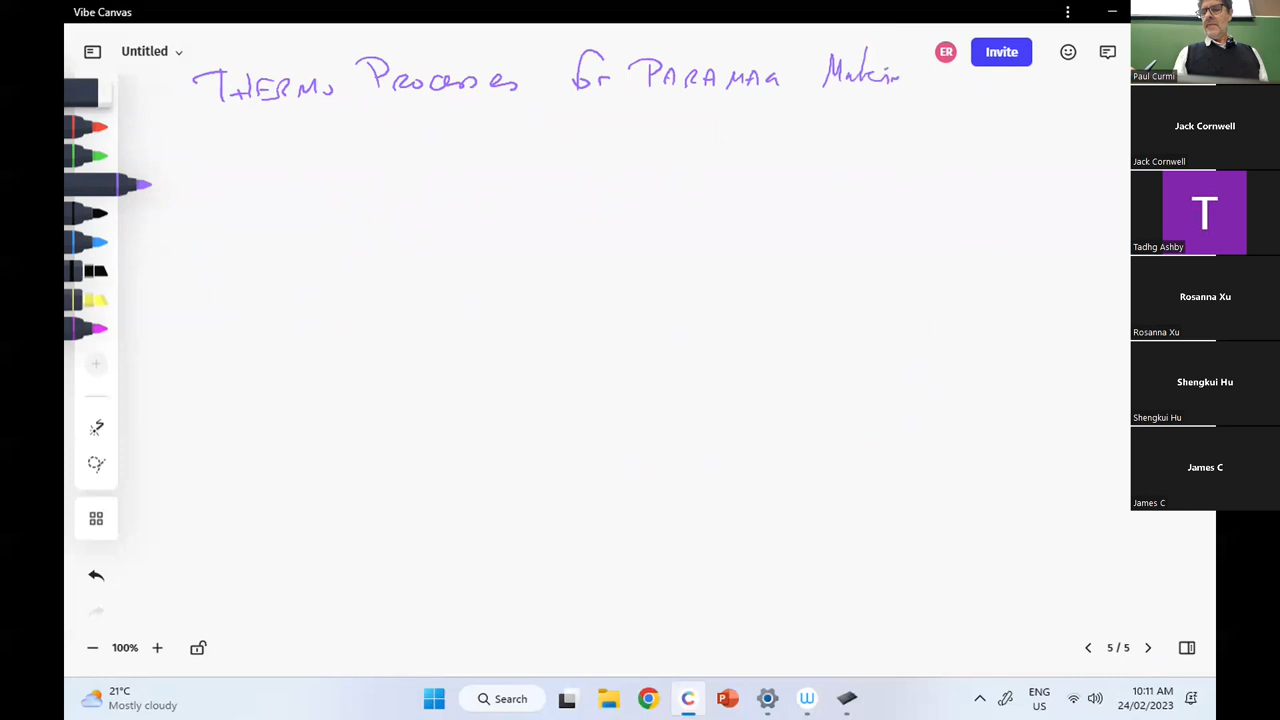 Vibe Canvas
Untitled
THERMO Processes for PARAMAG
ER
Invite
Paul Curmi
Jack Cornwell
Jack Cornwell
T
Tadhg Ashby
Rosanna Xu
Rosanna Xu
Shengkui Hu
Shengkui Hu
James C
James C
100%
5 / 5
21°C
Mostly cloudy
Search
ENG
US
10:11 AM
24/02/2023